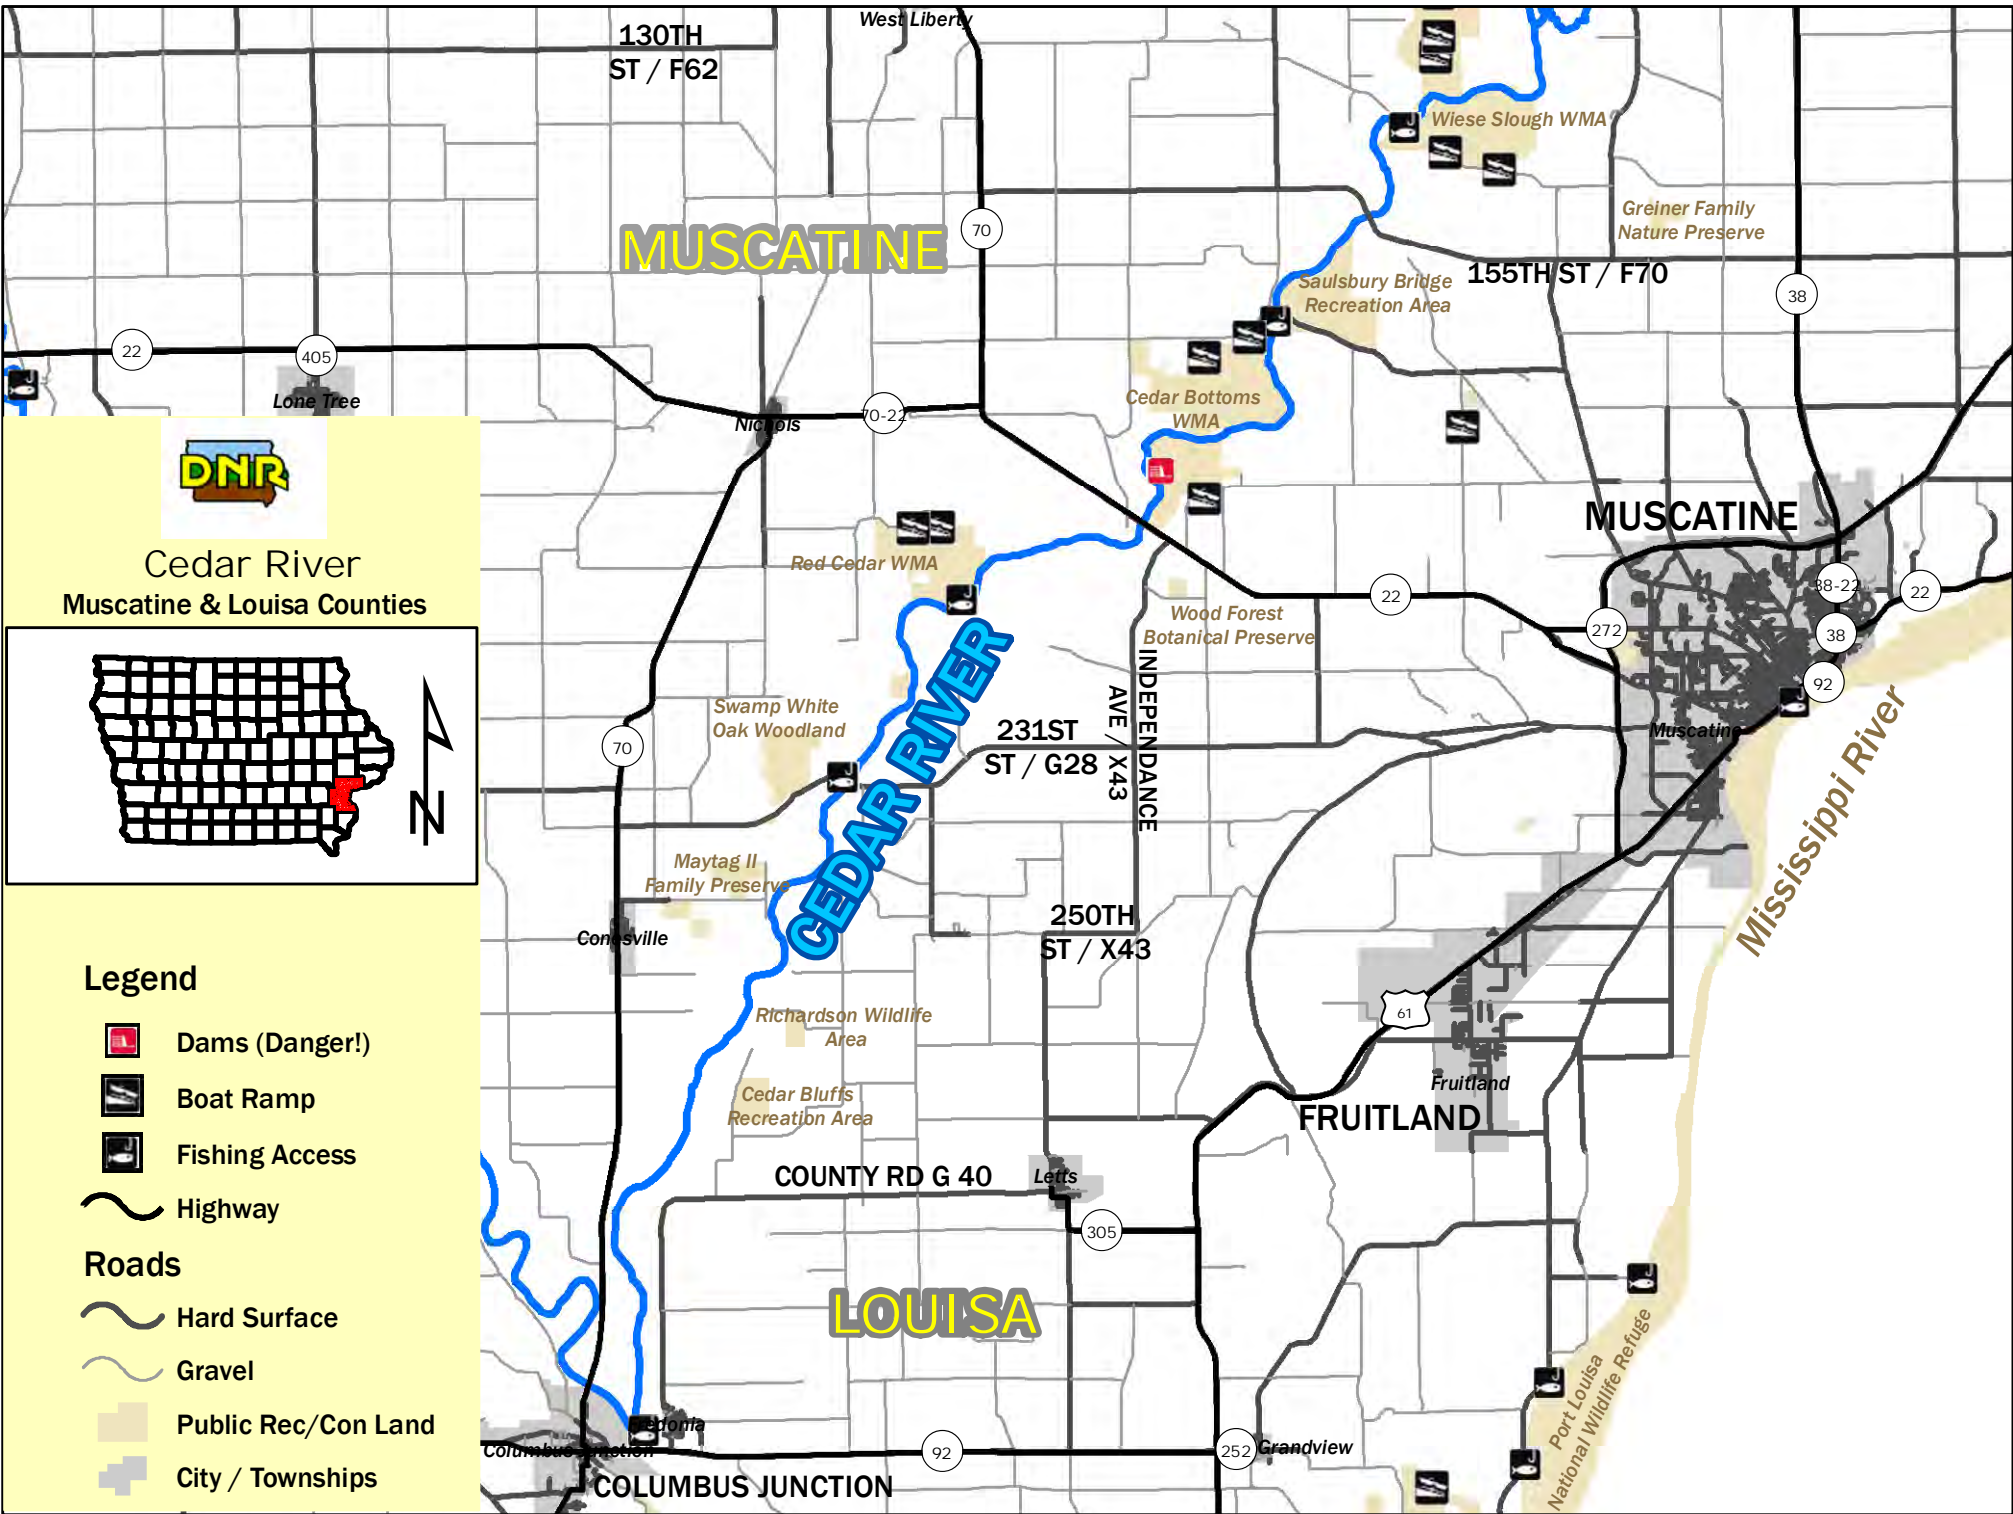 West Liberty
130TH
ST / F62
Wiese Slough WMA
Greiner Family
Nature Preserve
MUSCATINE
70
155TH ST / F70
Saulsbury Bridge
Recreation Area
38
22
405
Lone Tree
Nichols
70-22
Cedar Bottoms
WMA
MUSCATINE
Red Cedar WMA
Wood Forest
Botanical Preserve
22
272
38-22
22
38
92
Muscatine
Mississippi River
INDEPENDANCE
AVE / X43
231ST
ST / G28
Swamp White
Oak Woodland
70
CEDAR RIVER
Maytag II
Family Preserve
Conesville
250TH
ST / X43
61
Fruitland
FRUITLAND
Richardson Wildlife
Area
Cedar Bluffs
Recreation Area
COUNTY RD G 40
Letts
305
LOUISA
Port Louisa
National Wildlife Refuge
Fredonia
Columbus Junction
92
252
Grandview
COLUMBUS JUNCTION
DNR
Cedar River
Muscatine & Louisa Counties
N
Legend
Dams (Danger!)
Boat Ramp
Fishing Access
Highway
Roads
Hard Surface
Gravel
Public Rec/Con Land
City / Townships